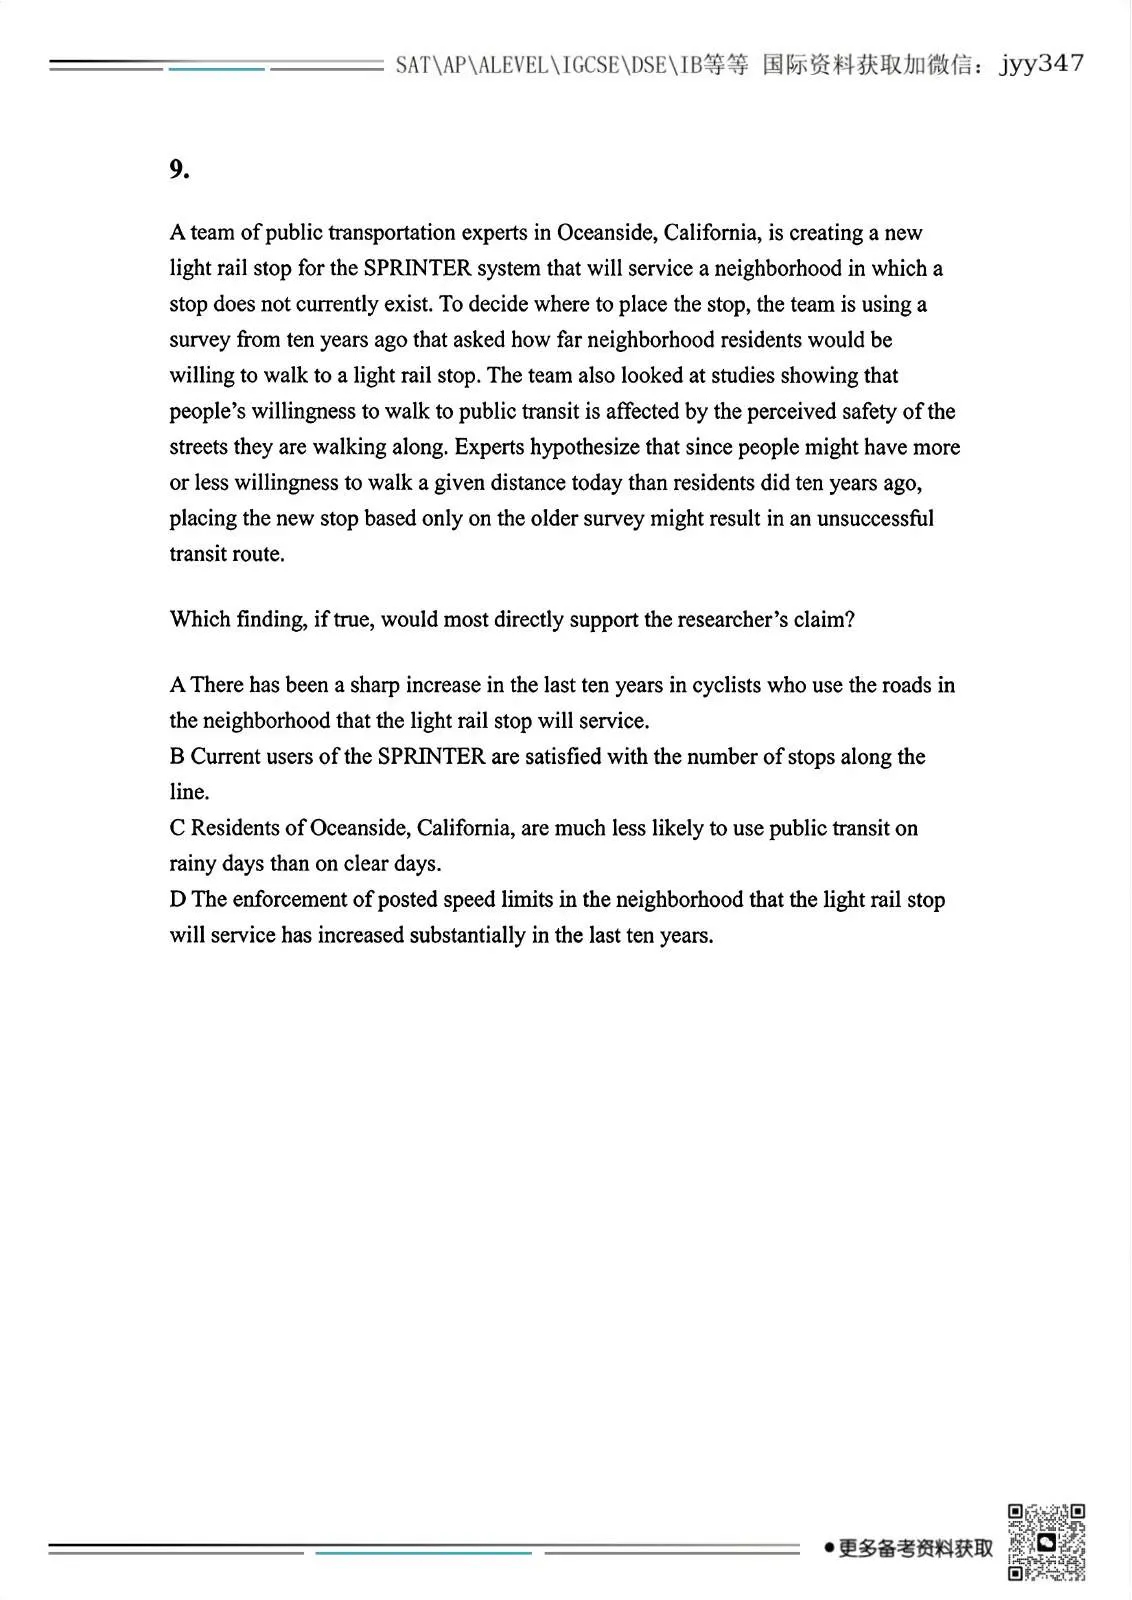 SAT\AP\ALEVEL\IGCSE\DSE\IB等等 国际资料获取加微信：jyy347
9.
A team of public transportation experts in Oceanside, California, is creating a new
light rail stop for the SPRINTER system that will service a neighborhood in which a
stop does not currently exist. To decide where to place the stop, the team is using a
survey from ten years ago that asked how far neighborhood residents would be
willing to walk to a light rail stop. The team also looked at studies showing that
people's willingness to walk to public transit is affected by the perceived safety of the
streets they are walking along. Experts hypothesize that since people might have more
or less willingness to walk a given distance today than residents did ten years ago,
placing the new stop based only on the older survey might result in an unsuccessful
transit route.
Which finding, if true, would most directly support the researcher's claim?
A There has been a sharp increase in the last ten years in cyclists who use the roads in
the neighborhood that the light rail stop will service.
B Current users of the SPRINTER are satisfied with the number of stops along the
line.
C Residents of Oceanside, California, are much less likely to use public transit on
rainy days than on clear days.
D The enforcement of posted speed limits in the neighborhood that the light rail stop
will service has increased substantially in the last ten years.
●更多备考资料获取